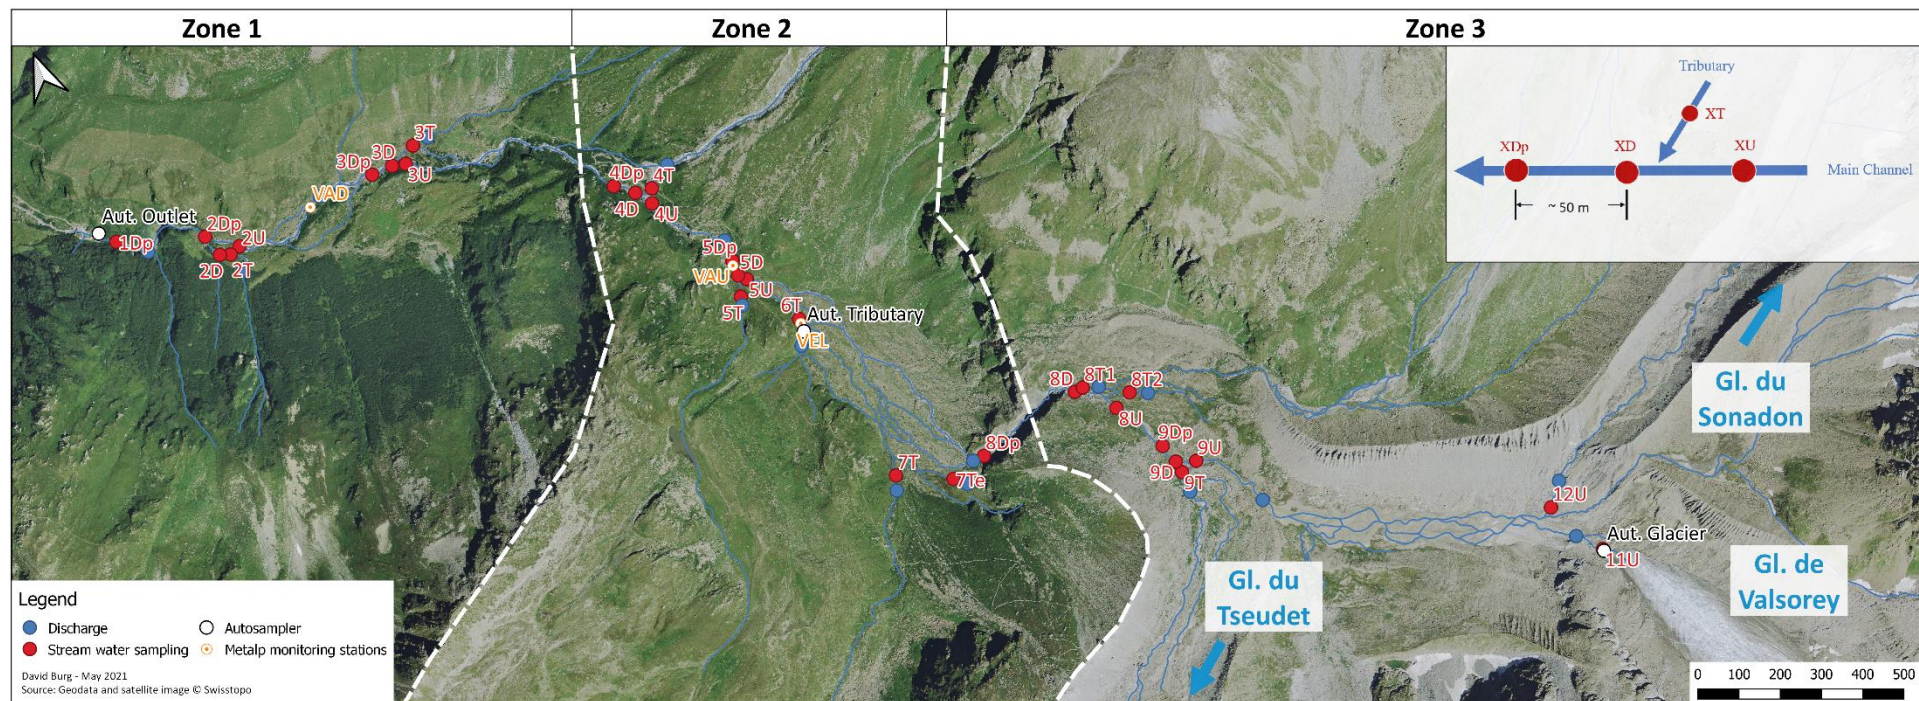 Zone 1
Zone 2
Zone 3
Tributary
XT
XDp
XD
XU
Main Channel
~ 50 m
3T
3D
3Dp
3U
VAD
Aut. Outlet
2Dp
1Dp
2U
2D
2T
4Dp
4T
4D
4U
5Dp
5D
VAU
5U
5T
6T
Aut. Tributary
VEL
8D
8T1
8T2
8U
9Dp
9U
8Dp
9D
9T
7T
7Te
Gl. du
Sonadon
12U
Aut. Glacier
11U
Gl. du
Tseudet
Gl. de
Valsorey
Legend
Discharge
Autosampler
Stream water sampling
Metalp monitoring stations
David Burg - May 2021
Source: Geodata and satellite image © Swisstopo
0 100 200 300 400 500